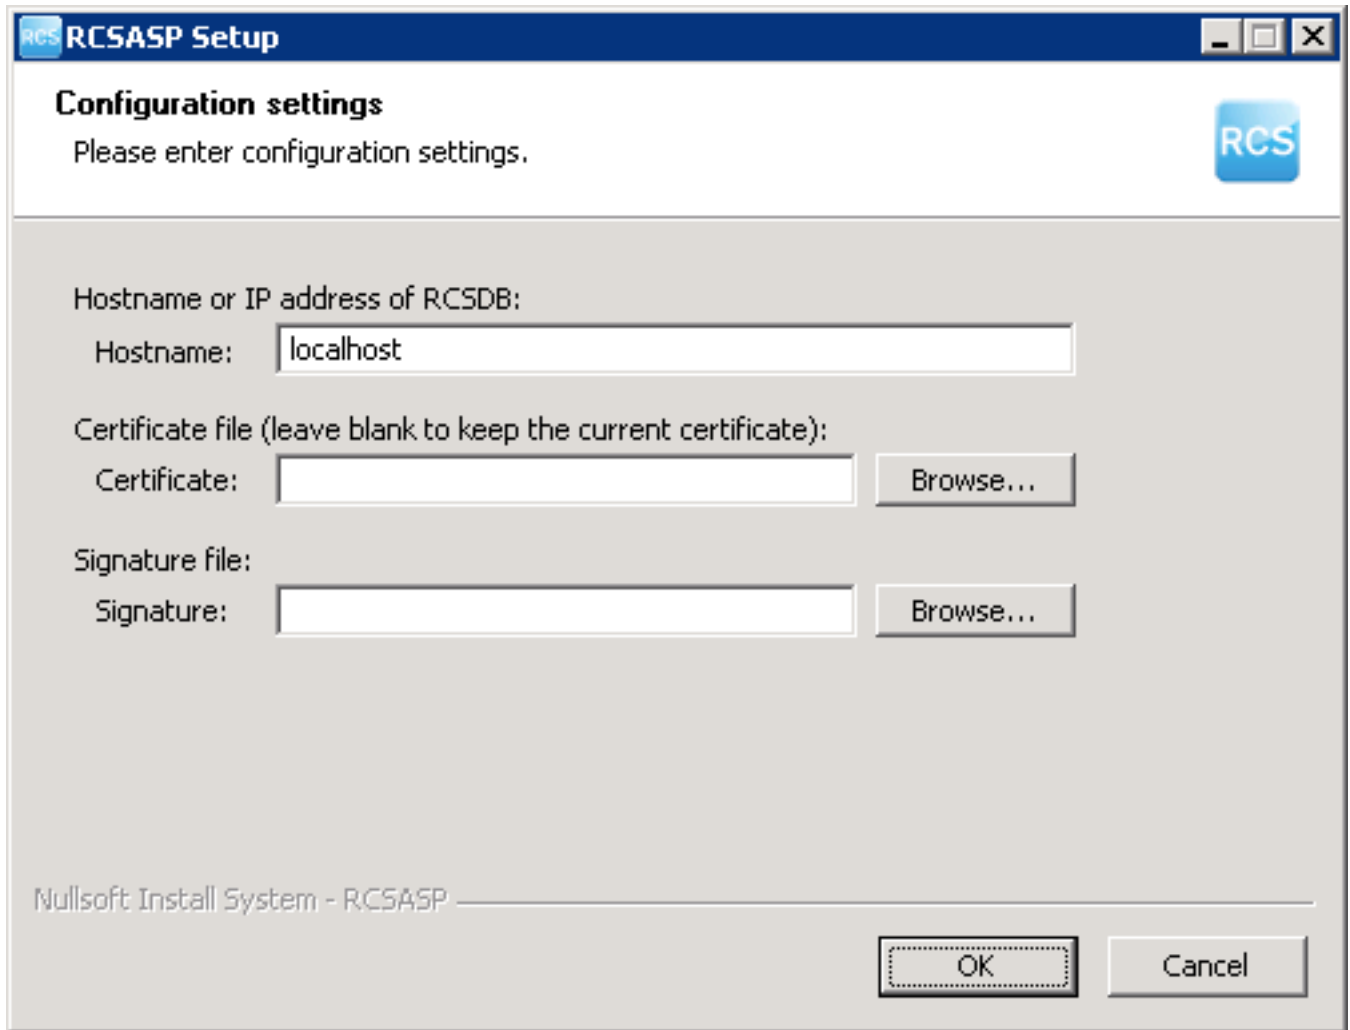 RCS RCSASP Setup
Configuration settings
Please enter configuration settings.
RCS
Hostname or IP address of RCSDB:
Hostname: localhost
Certificate file (leave blank to keep the current certificate):
Certificate: Browse...
Signature file:
Signature: Browse...
Nullsoft Install System - RCSASP
OK Cancel